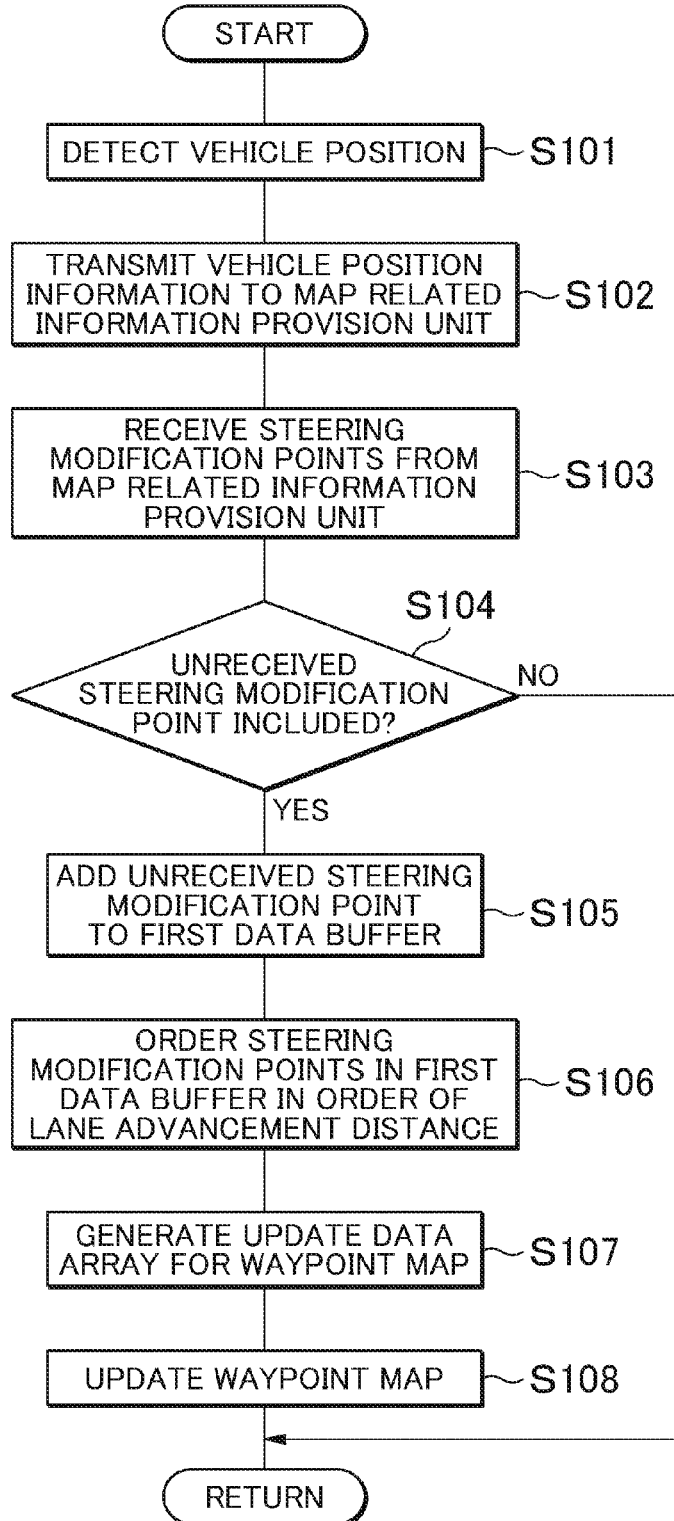 START
DETECT VEHICLE POSITION
S101
TRANSMIT VEHICLE POSITION
INFORMATION TO MAP RELATED
INFORMATION PROVISION UNIT
S102
RECEIVE STEERING
MODIFICATION POINTS FROM
MAP RELATED INFORMATION
PROVISION UNIT
S103
S104
UNRECEIVED
STEERING MODIFICATION
POINT INCLUDED?
NO
YES
ADD UNRECEIVED STEERING
MODIFICATION POINT
TO FIRST DATA BUFFER
S105
ORDER STEERING
MODIFICATION POINTS IN FIRST
DATA BUFFER IN ORDER OF
LANE ADVANCEMENT DISTANCE
S106
GENERATE UPDATE DATA
ARRAY FOR WAYPOINT MAP
S107
UPDATE WAYPOINT MAP
S108
RETURN